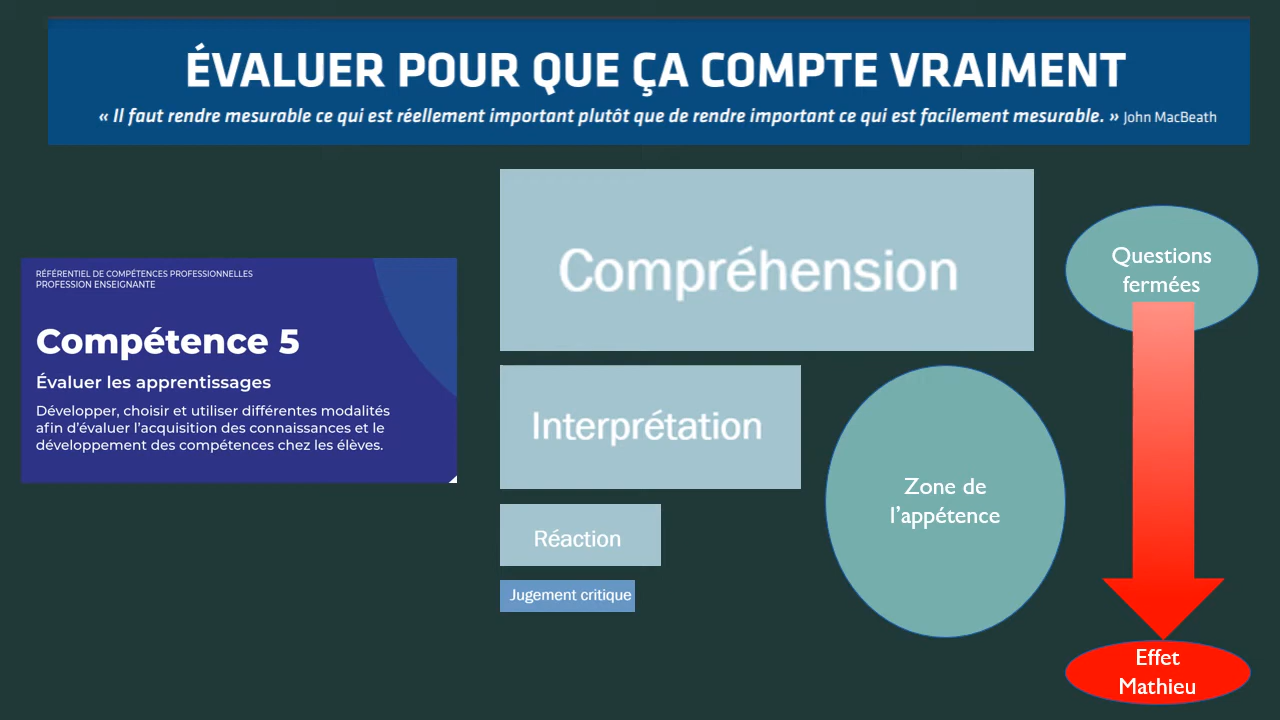 ÉVALUER POUR QUE ÇA COMPTE VRAIMENT
« Il faut rendre mesurable ce qui est réellement important plutôt que de rendre important ce qui est facilement mesurable. » John MacBeath
RÉFÉRENTIEL DE COMPÉTENCES PROFESSIONNELLES
PROFESSION ENSEIGNANTE
Compétence 5
Évaluer les apprentissages
Développer, choisir et utiliser différentes modalités
afin d’évaluer l’acquisition des connaissances et le
développement des compétences chez les élèves.
Compréhension
Interprétation
Réaction
Jugement critique
Zone de
l’appétence
Questions
fermées
Effet
Mathieu